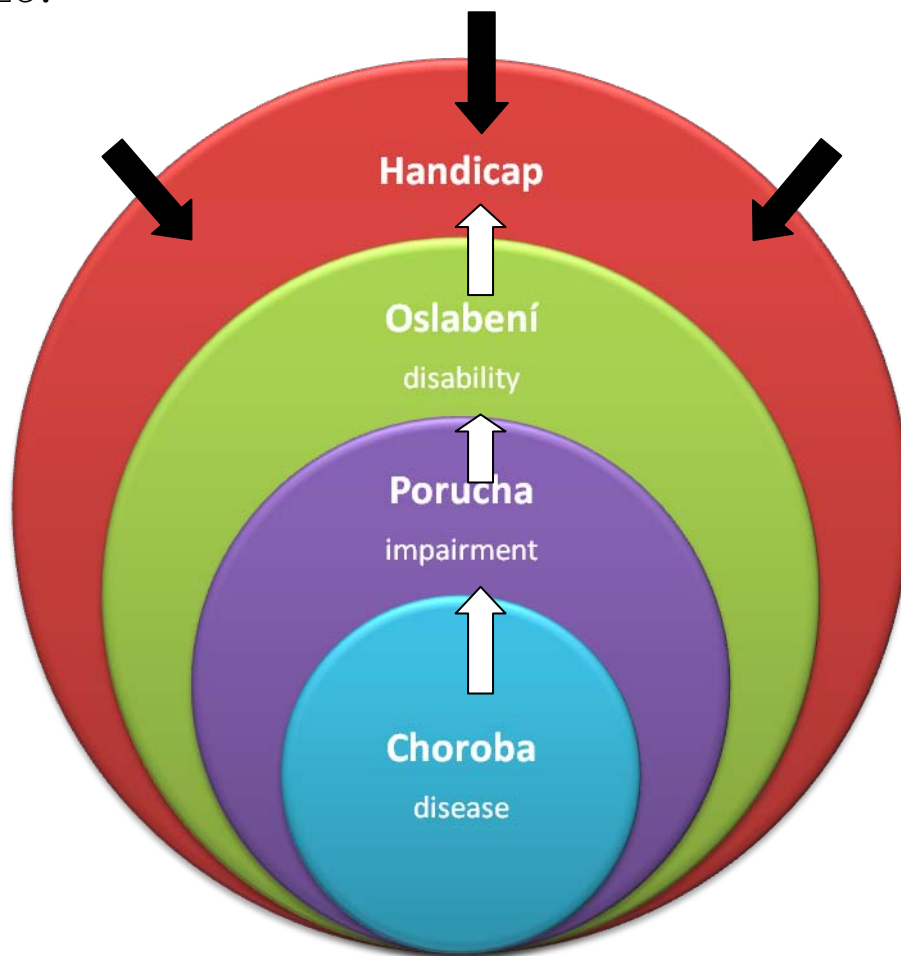 Handicap
Oslabení
disability
Porucha
impairment
Choroba
disease